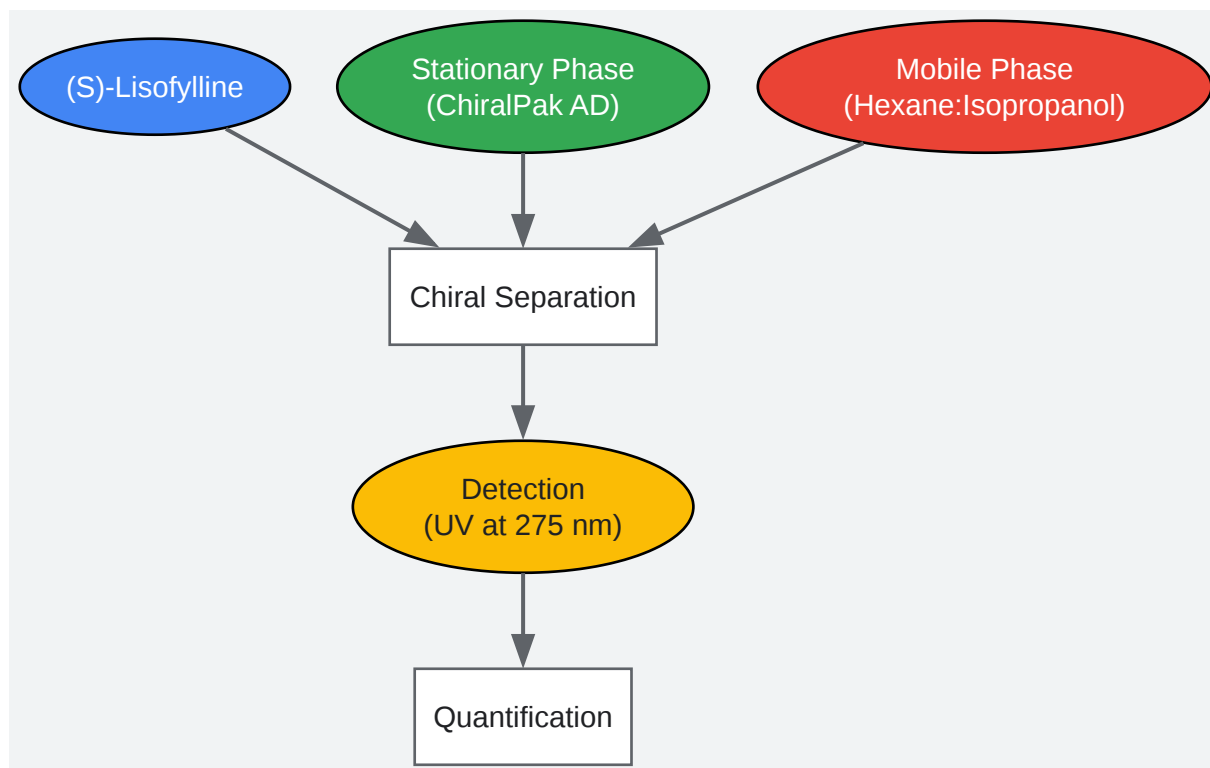 (S)-Lisofylline
Stationary Phase
(ChiralPak AD)
Mobile Phase
(Hexane:Isopropanol)
Chiral Separation
Detection
(UV at 275 nm)
Quantification